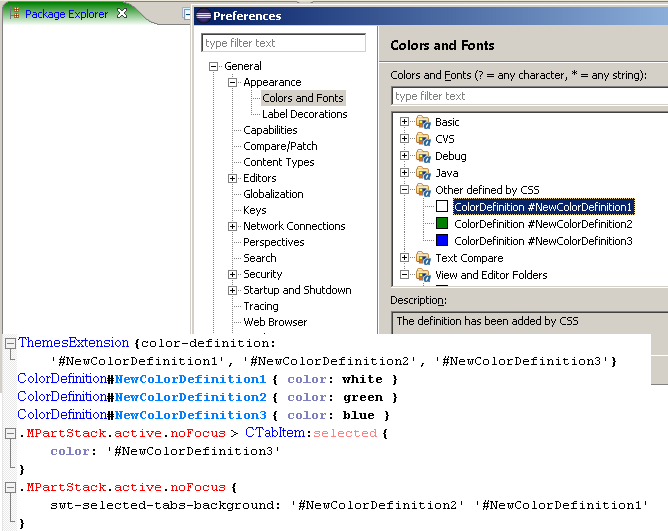 Package Explorer
Preferences
type filter text
General
Appearance
Colors and Fonts
Label Decorations
Capabilities
Compare/Patch
Content Types
Editors
Globalization
Keys
Network Connections
Perspectives
Search
Security
Startup and Shutdown
Tracing
Web Browser
Colors and Fonts
Colors and Fonts (? = any character, * = any string):
type filter text
Basic
CVS
Debug
Java
Other defined by CSS
ColorDefinition #NewColorDefinition1
ColorDefinition #NewColorDefinition2
ColorDefinition #NewColorDefinition3
Text Compare
View and Editor Folders
Description:
The definition has been added by CSS
ThemesExtension {color-definition:
'#NewColorDefinition1', '#NewColorDefinition2', '#NewColorDefinition3'}
ColorDefinition#NewColorDefinition1 { color: white }
ColorDefinition#NewColorDefinition2 { color: green }
ColorDefinition#NewColorDefinition3 { color: blue }
.MPartStack.active.noFocus > CTabItem:selected {
color: '#NewColorDefinition3'
}
.MPartStack.active.noFocus {
swt-selected-tabs-background: '#NewColorDefinition2' '#NewColorDefinition1'
}